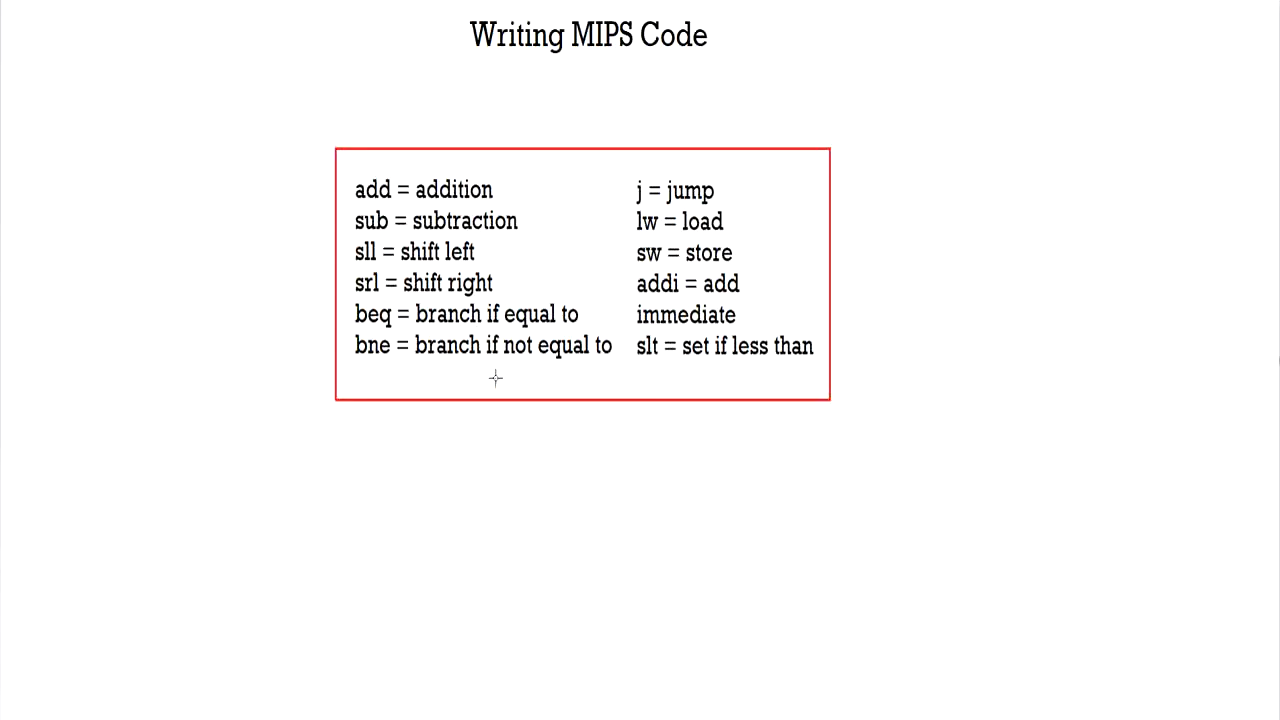 Writing MIPS Code
add = addition
sub = subtraction
sll = shift left
srl = shift right
beq = branch if equal to
bne = branch if not equal to
j = jump
lw = load
sw = store
addi = add
immediate
slt = set if less than